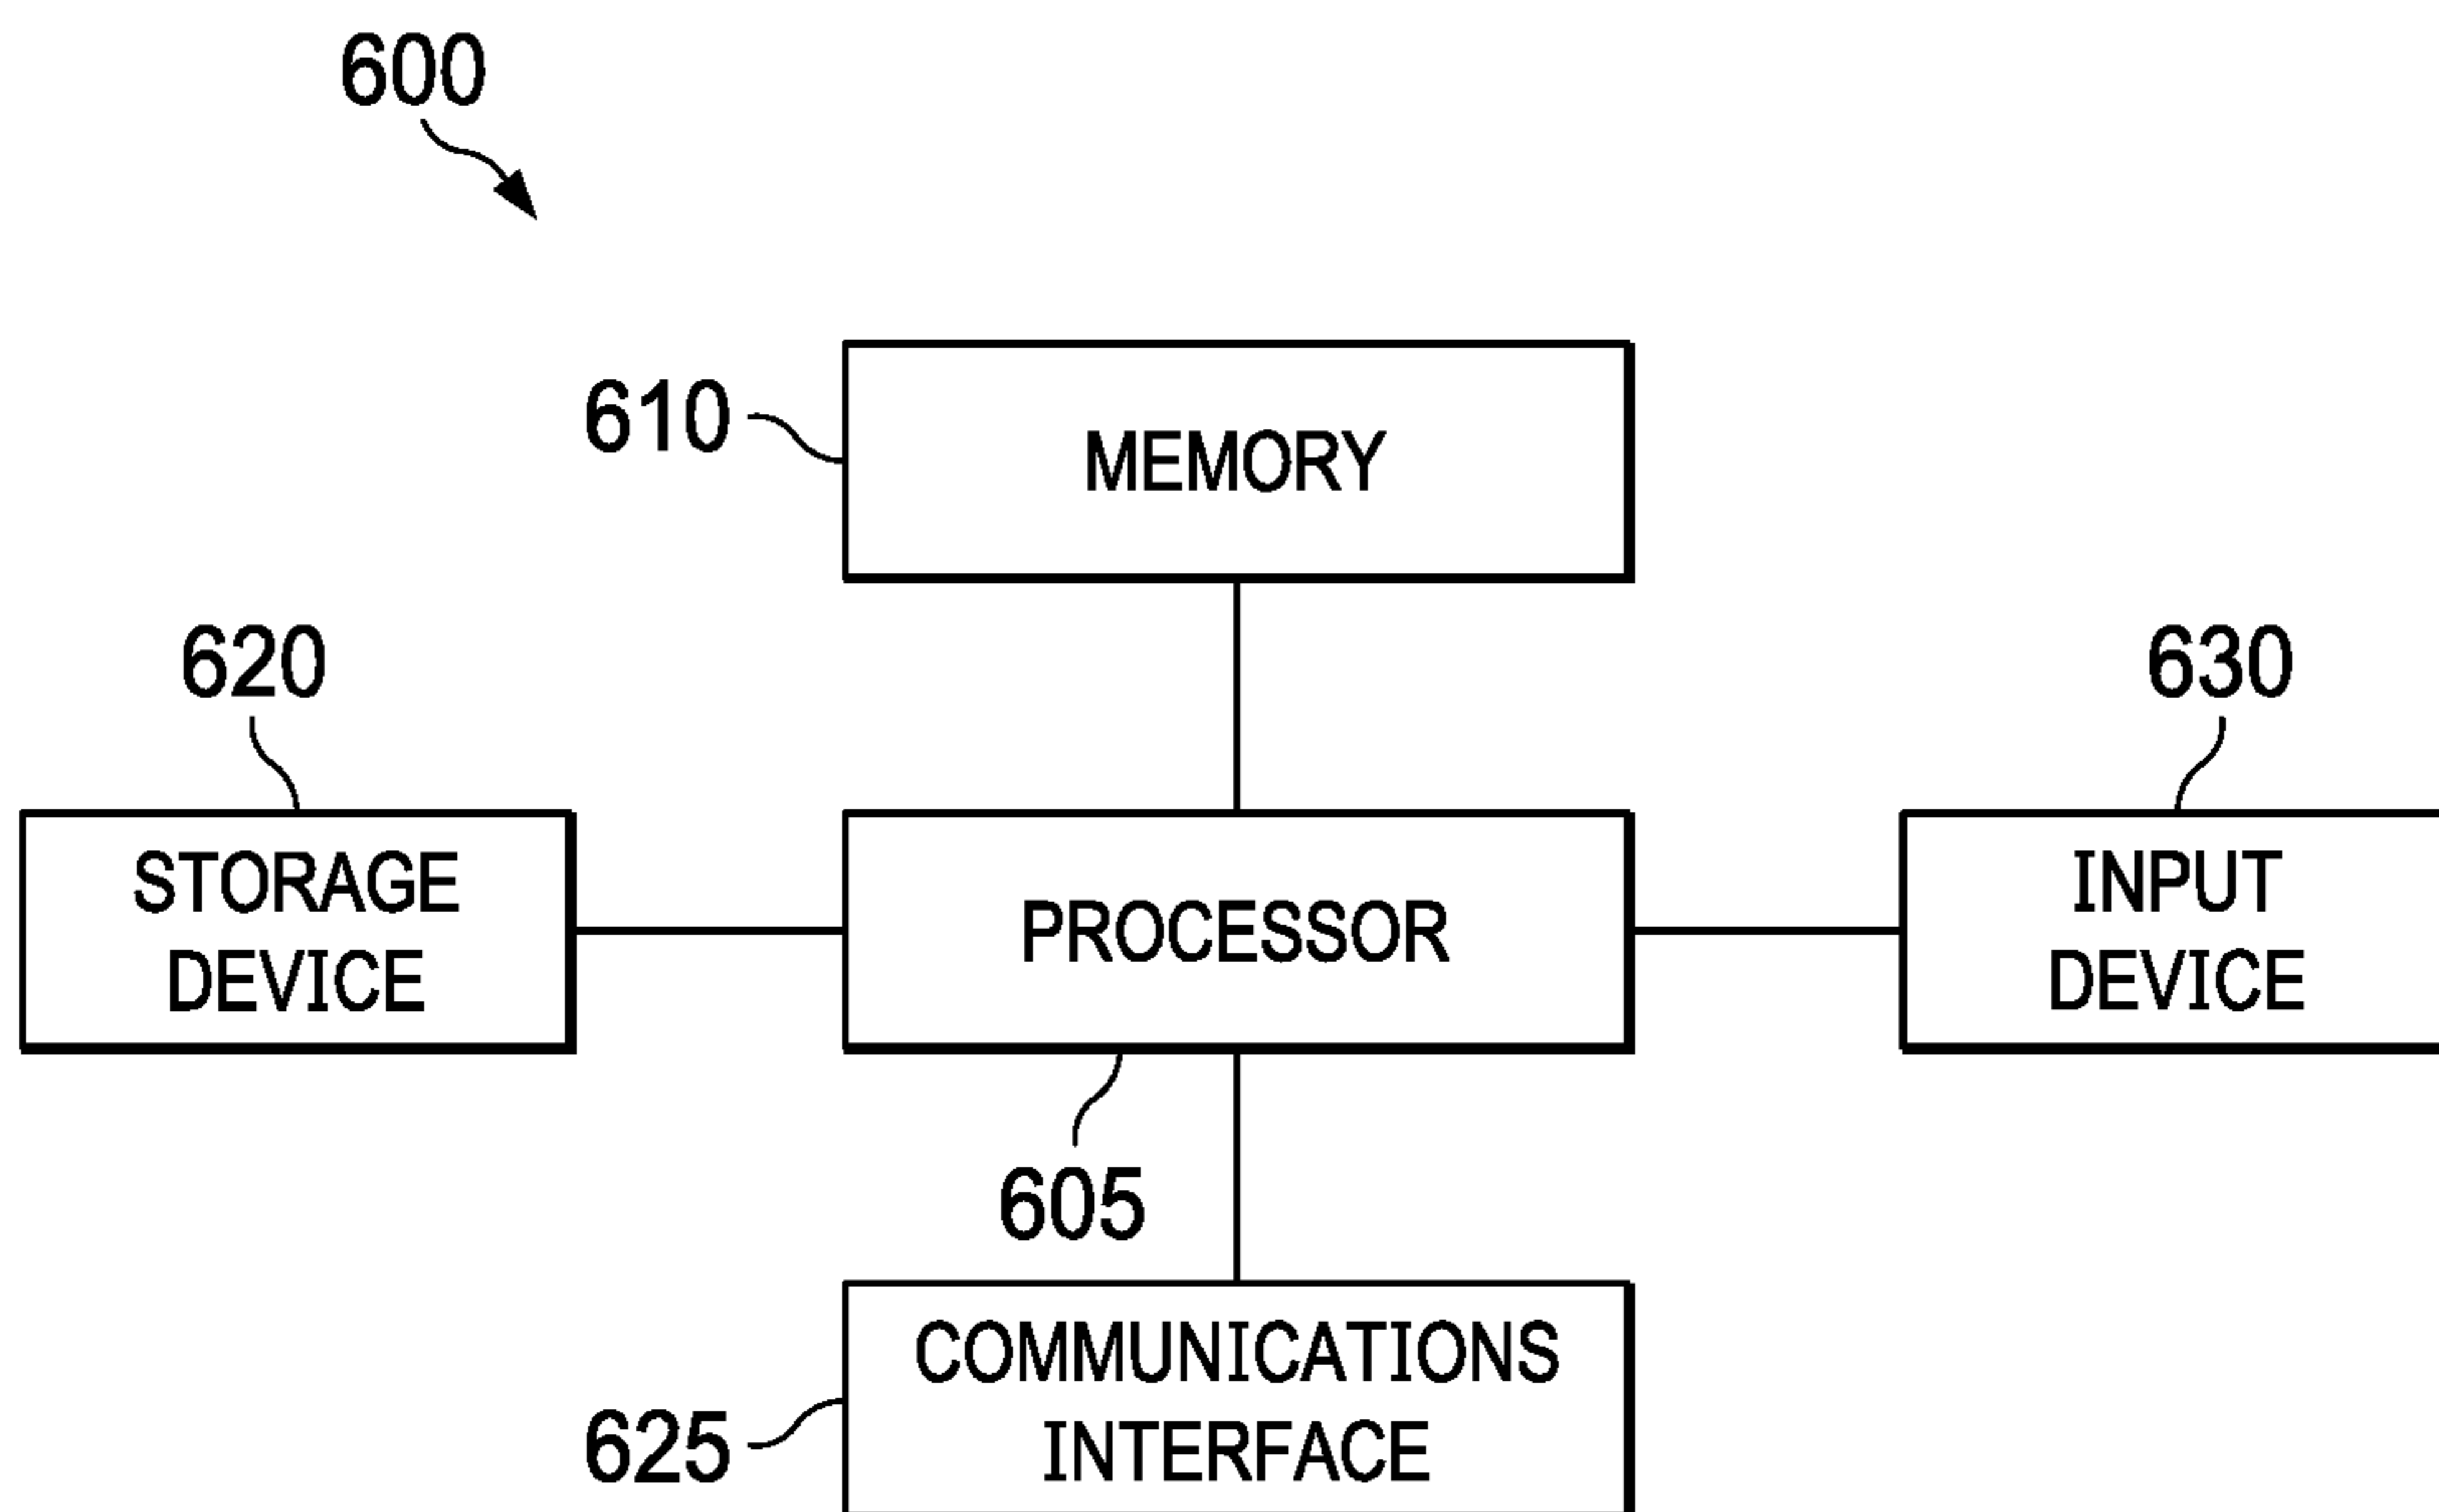 600
610
MEMORY
620
630
STORAGE
DEVICE
PROCESSOR
INPUT
DEVICE
605
COMMUNICATIONS
INTERFACE
625